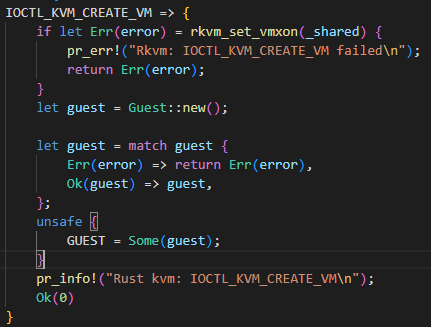 IOCTL_KVM_CREATE_VM => {
    if let Err(error) = rkvm_set_vmxon(_shared) {
        pr_err!("Rkvm: IOCTL_KVM_CREATE_VM failed\n");
        return Err(error);
    }
    let guest = Guest::new();

    let guest = match guest {
        Err(error) => return Err(error),
        Ok(guest) => guest,
    };
    unsafe {
        GUEST = Some(guest);
    }
    pr_info!("Rust kvm: IOCTL_KVM_CREATE_VM\n");
    Ok(0)
}